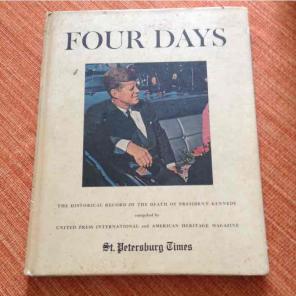 FOUR DAYS
THE HISTORICAL RECORD OF THE DEATH OF PRESIDENT KENNEDY
compiled by
UNITED PRESS INTERNATIONAL and AMERICAN HERITAGE MAGAZINE
St. Petersburg Times